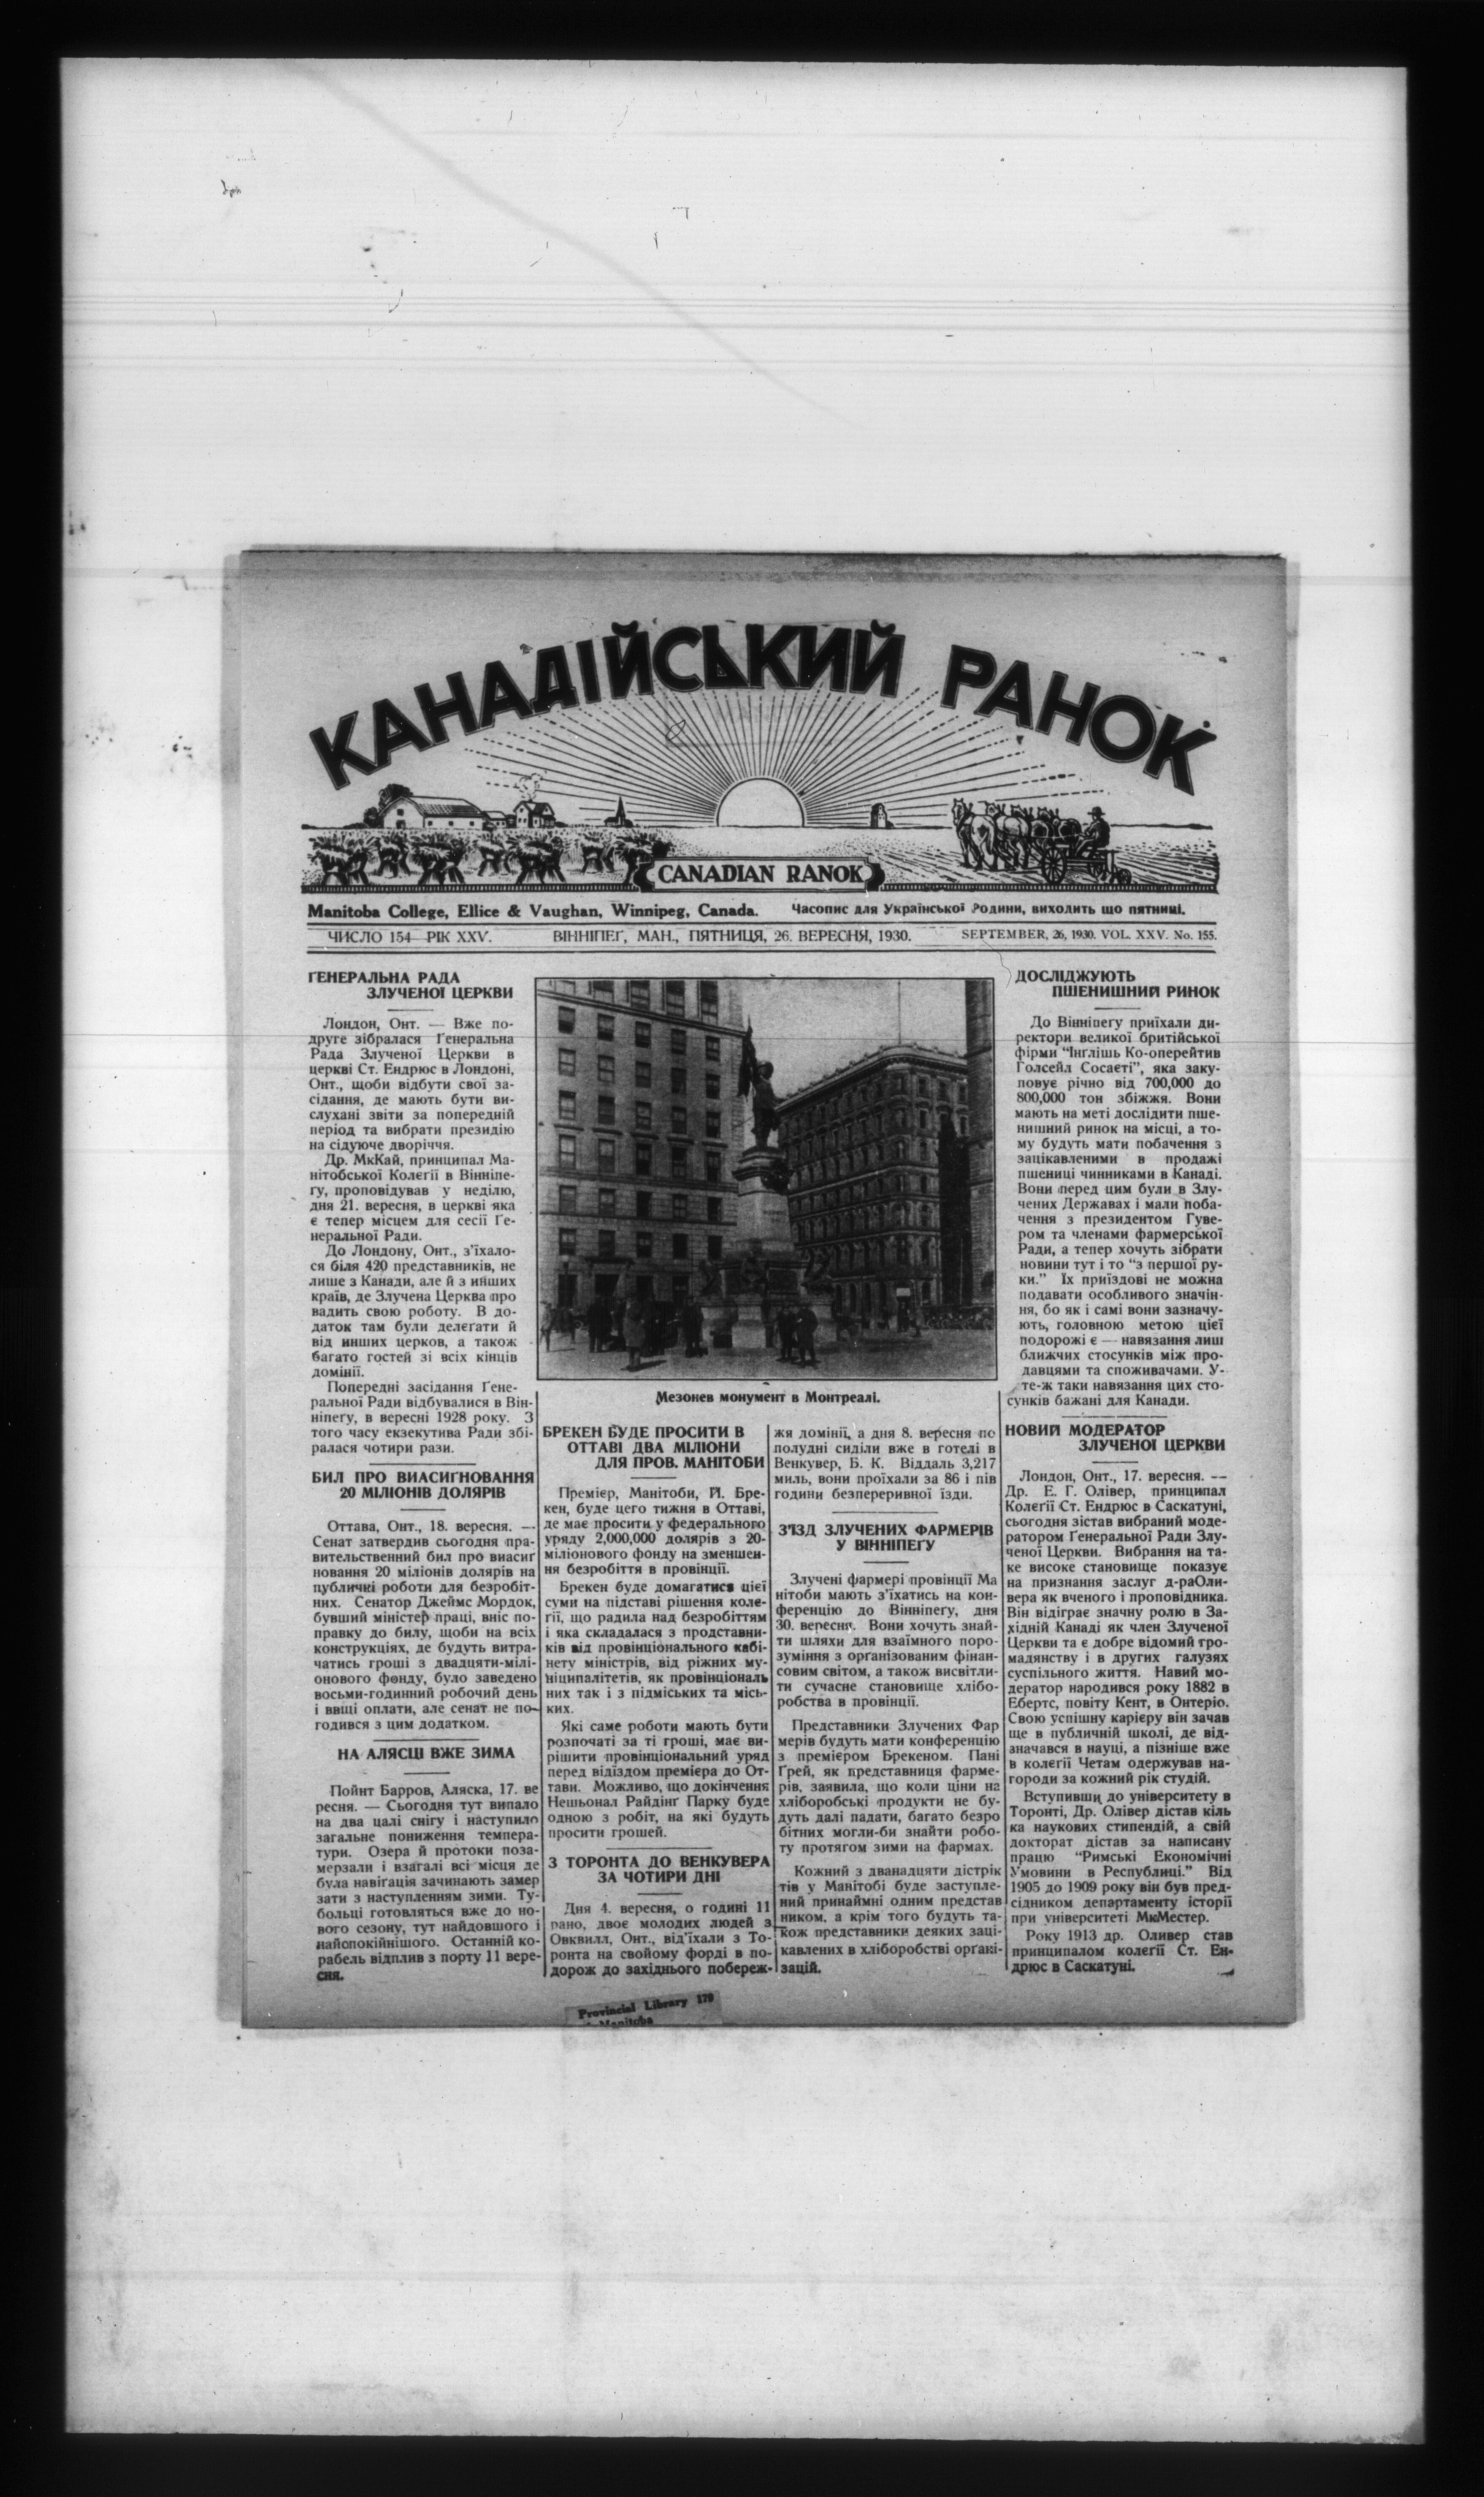 КАНАДІЙСЬКИЙ РАНОК
CANADIAN RANOK
Manitoba College, Ellice & Vaughan, Winnipeg, Canada. Часопис для Української Родини, виходить що пятниці.
ЧИСЛО 154—РІК XXV. ВІННІПЕҐ, МАН., ПЯТНИЦЯ, 26. ВЕРЕСНЯ, 1930. SEPTEMBER, 26, 1930. VOL. XXV. No. 155.
ҐЕНЕРАЛЬНА РАДА
ЗЛУЧЕНОЇ ЦЕРКВИ
Лондон, Онт. — Вже по-
друге зібралася Ґенеральна
Рада Злученої Церкви в
церкві Ст. Ендрюс в Лондоні,
Онт., щоби відбути свої за-
сідання, де мають бути ви-
слухані звіти за попередній
період та вибрати президію
на сідуюче дворіччя.
Др. МкКай, принципал Ма-
нітобської Колєґії в Вінніпе-
ґу, проповідував у неділю,
дня 21. вересня, в церкві яка
є тепер місцем для сесії Ґе-
неральної Ради.
До Лондону, Онт., з'їхало-
ся біля 420 представників, не
лише з Канади, але й з инших
країв, де Злучена Церква про
вадить свою роботу. В до-
даток там були делєґати й
від инших церков, а також
багато гостей зі всіх кінців
домінії.
Попередні засідання Ґене-
ральної Ради відбувалися в Він-
ніпеґу, в вересні 1928 року. З
того часу екзекутива Ради збі-
ралася чотири рази.
БИЛ ПРО ВИАСИҐНОВАННЯ
20 МІЛІОНІВ ДОЛЯРІВ
Оттава, Онт., 18. вересня. —
Сенат затвердив сьогодня пра-
вительственний бил про виасиґ
новання 20 міліонів долярів на
публичні роботи для безробіт-
них. Сенатор Джеймс Мордок,
бувший міністер праці, вніс по-
правку до билу, щоби на всіх
конструкціях, де будуть витра-
чатись гроші з двадцяти-мілі-
онового фонду, було заведено
восьми-годинний робочий день
і ввщі оплати, але сенат не по-
годився з цим додатком.
НА АЛЯСЦІ ВЖЕ ЗИМА
Пойнт Барров, Аляска, 17. ве
ресня. — Сьогодня тут випало
на два цалі снігу і наступило
загальне пониження темпера-
тури. Озера й протоки поза-
мерзали і взагалі всі місця де
була навіґація зачинають замер
зати з наступленням зими. Ту-
больці готовляться вже до но-
вого сезону, тут найдовшого і
найспокійнішого. Останній ко-
рабель відплив з порту 11 вере-
сня.
Мезонев монумент в Монтреалі.
БРЕКЕН БУДЕ ПРОСИТИ В
ОТТАВІ ДВА МІЛІОНИ
ДЛЯ ПРОВ. МАНІТОБИ
Премієр, Манітоби, Й. Бре-
кен, буде цего тижня в Оттаві,
де має просити у федерального
уряду 2,000,000 долярів з 20-
міліонового фонду на зменшен-
ня безробіття в провінції.
Брекен буде домагатися цієї
суми на підставі рішення колє-
ґії, що радила над безробіттям
і яка складалася з продставни-
ків від провінціонального кабі-
нету міністрів, від ріжних му-
ніципалітетів, як провінціональ
них так і з підміських та місь-
ких.
Які саме роботи мають бути
розпочаті за ті гроші, має ви-
рішити провінціональний уряд
перед відїздом премієра до От-
тави. Можливо, що докінчення
Нешьонал Райдінґ Парку буде
одною з робіт, на які будуть
просити грошей.
З ТОРОНТА ДО ВЕНКУВЕРА
ЗА ЧОТИРИ ДНІ
Дня 4. вересня, о годині 11
рано, двоє молодих людей з
Овквилл, Онт., від'їхали з То-
ронта на свойому форді в по-
дорож до західнього побереж-
жя домінії, а дня 8. вересня по
полудні сиділи вже в готелі в
Венкувер, Б. К. Віддаль 3,217
миль, вони проїхали за 86 і пів
години безпереривної їзди.
З'ЇЗД ЗЛУЧЕНИХ ФАРМЕРІВ
У ВІННІПЕҐУ
Злучені фармері провінції Ма
нітоби мають з'їхатись на кон-
ференцію до Вінніпеґу, дня
30. вересня. Вони хочуть знай-
ти шляхи для взаїмного поро-
зуміння з орґанізованим фінан-
совим світом, а також висвітли-
ти сучасне становище хлібо-
робства в провінції.
Представники Злучених Фар
мерів будуть мати конференцію
з премієром Брекеном. Пані
Ґрей, як представниця фарме-
рів, заявила, що коли ціни на
хліборобські продукти не бу-
дуть далі падати, багато безро
бітних могли-би знайти робо-
ту протягом зими на фармах.
Кожний з дванадцяти дістрік
тів у Манітобі буде заступле-
ний принаймні одним представ
ником, а крім того будуть та-
кож представники деяких заці-
кавлених в хліборобстві орґані-
зацій.
ДОСЛІДЖУЮТЬ
ПШЕНИШНИЙ РИНОК
До Вінніпеґу приїхали ди-
ректори великої бритійської
фірми “Інґлішь Ко-оперейтив
Голсейл Сосаєті”, яка заку-
повує річно від 700,000 до
800,000 тон збіжжя. Вони
мають на меті дослідити пше-
нишний ринок на місці, а то-
му будуть мати побачення з
зацікавленими в продажі
пшениці чинниками в Канаді.
Вони перед цим були в Злу-
чених Державах і мали поба-
чення з президентом Гуве-
ром та членами фармерської
Ради, а тепер хочуть зібрати
новини тут і то “з першої ру-
ки.” Їх приїздові не можна
подавати особливого значін-
ня, бо як і самі вони зазначу-
ють, головною метою цієї
подорожі є — навязання лиш
ближчих стосунків між про-
давцями та споживачами. У-
те-ж таки навязання цих сто-
сунків бажані для Канади.
НОВИЙ МОДЕРАТОР
ЗЛУЧЕНОЇ ЦЕРКВИ
Лондон, Онт., 17. вересня. —
Др. Е. Г. Олівер, принципал
Колєґії Ст. Ендрюс в Саскатуні,
сьогодня зістав вибраний моде-
ратором Ґенеральної Ради Злу-
ченої Церкви. Вибрання на та-
ке високе становище показує
на признання заслуг д-раОли-
вера як вченого і проповідника.
Він відіграє значну ролю в За-
хідній Канаді як член Злученої
Церкви та є добре відомий гро-
мадянству і в других галузях
суспільного життя. Навий мо-
дератор народився року 1882 в
Ебертс, повіту Кент, в Онтеріо.
Свою успішну карієру він зачав
ще в публичній школі, де від-
значався в науці, а пізніше вже
в колєґії Четам одержував на-
городи за кожний рік студій.
Вступивши до університету в
Торонті, Др. Олівер дістав кіль
ка наукових стипендій, а свій
докторат дістав за написану
працю “Римські Економічні
Умовини в Республиці.” Від
1905 до 1909 року він був пред-
сідником департаменту історії
при університеті МкМестер.
Року 1913 др. Оливер став
принципалом колєґії Ст. Ен-
дрюс в Саскатуні.
Provincial Library 179
Manitoba